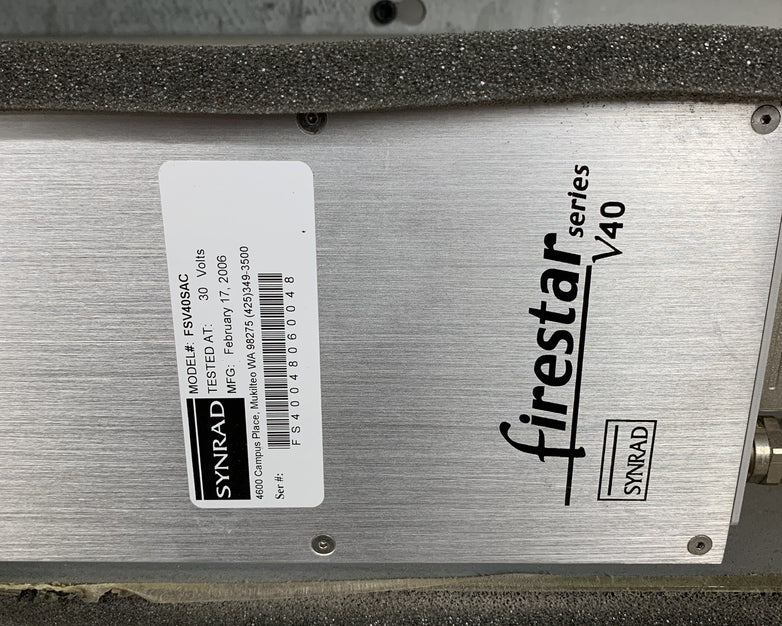 MODEL#: FSV40SAC
TESTED AT: 30 Volts
MFG: February 17, 2006
SYNRAD
4600 Campus Place, Mukilteo WA 98275 (425)349-3500
Ser #:
FS40048060048
firestar series
V40
SYNRAD